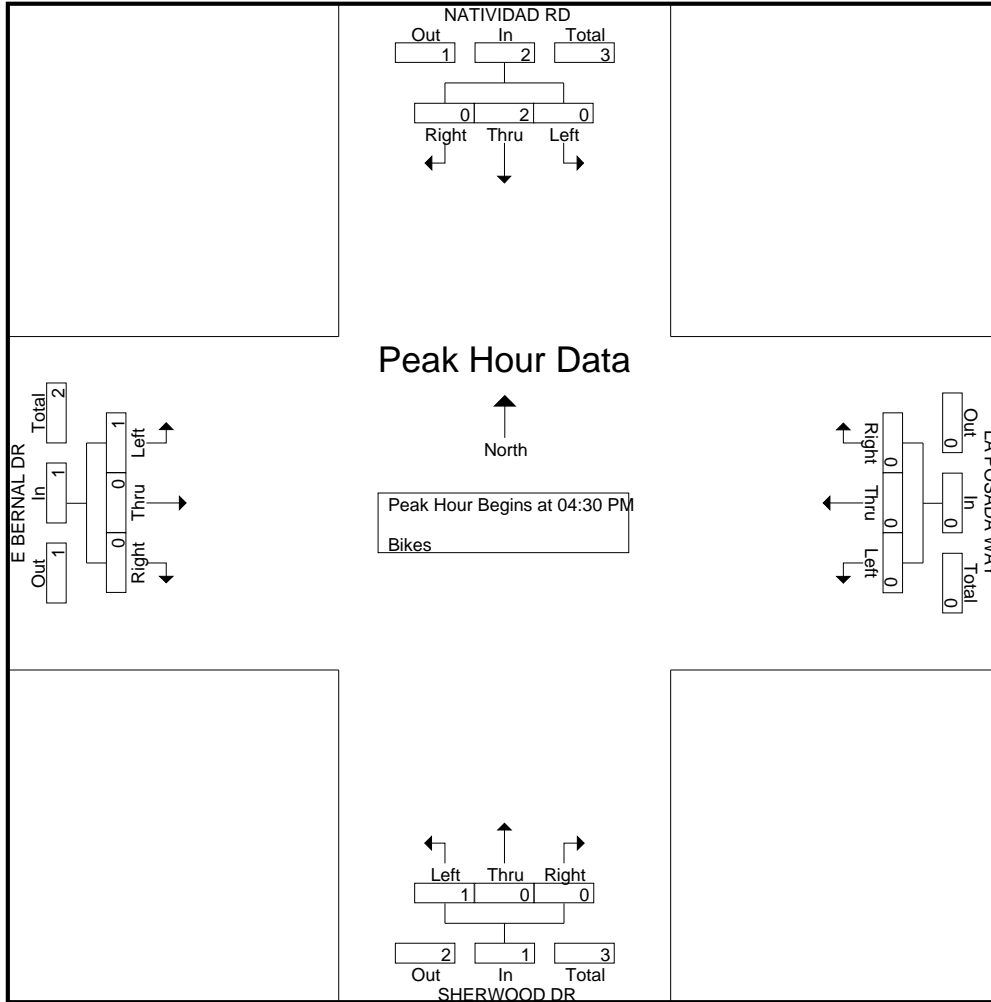 NATIVIDAD RD
Out In Total
1 2 3
0 2 0
Right Thru Left
Peak Hour Data
North
Peak Hour Begins at 04:30 PM
Bikes
E BERNAL DR
Out In Total
1 1 2
Right Thru Left
0 0 1
LA POSADA WAY
Out In Total
0 0 0
Right Thru Left
0 0 0
Left Thru Right
1 0 0
2 1 3
Out In Total
SHERWOOD DR